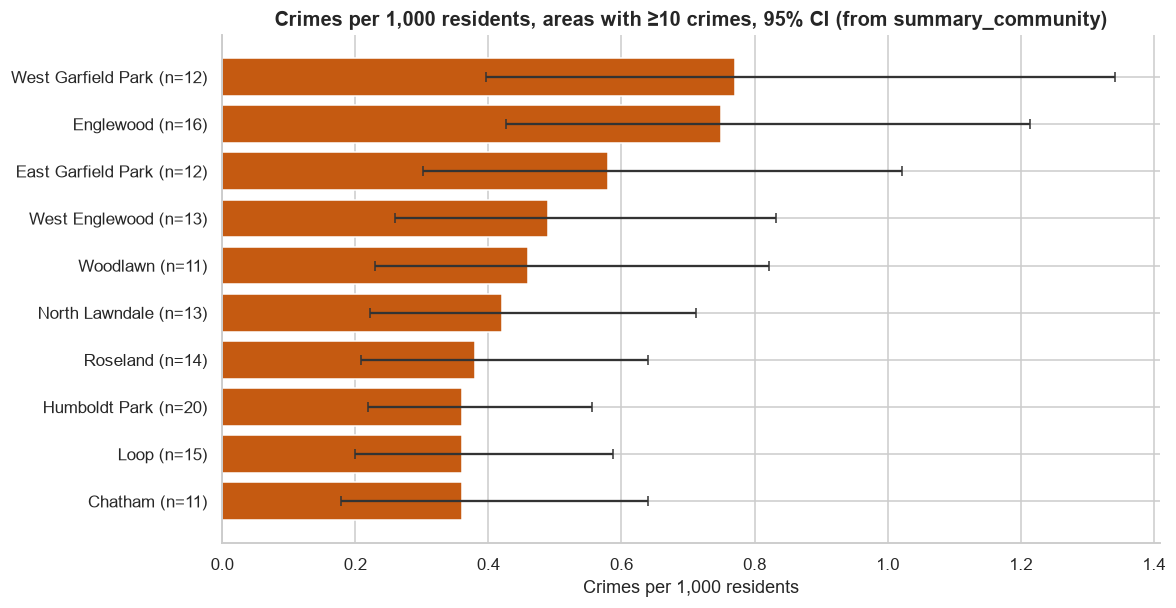 Crimes per 1,000 residents, areas with ≥10 crimes, 95% CI (from summary_community)
West Garfield Park (n=12)
Englewood (n=16)
East Garfield Park (n=12)
West Englewood (n=13)
Woodlawn (n=11)
North Lawndale (n=13)
Roseland (n=14)
Humboldt Park (n=20)
Loop (n=15)
Chatham (n=11)
0.0 0.2 0.4 0.6 0.8 1.0 1.2 1.4
Crimes per 1,000 residents